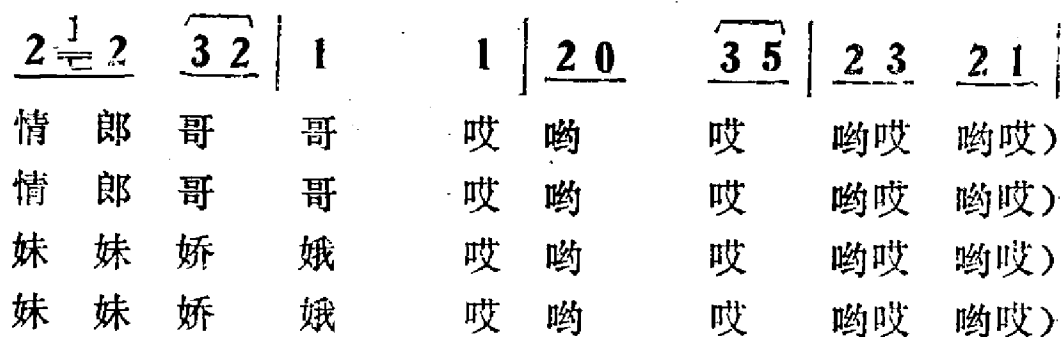 2 1 2 3 2 | 1 1 | 2 0 3 5 | 2 3 2 1 |
情 郎 哥 哥 哎 哟 哎 哟哎 哟哎)
情 郎 哥 哥 哎 哟 哎 哟哎 哟哎)
妹 妹 娇 娥 哎 哟 哎 哟哎 哟哎)
妹 妹 娇 娥 哎 哟 哎 哟哎 哟哎)